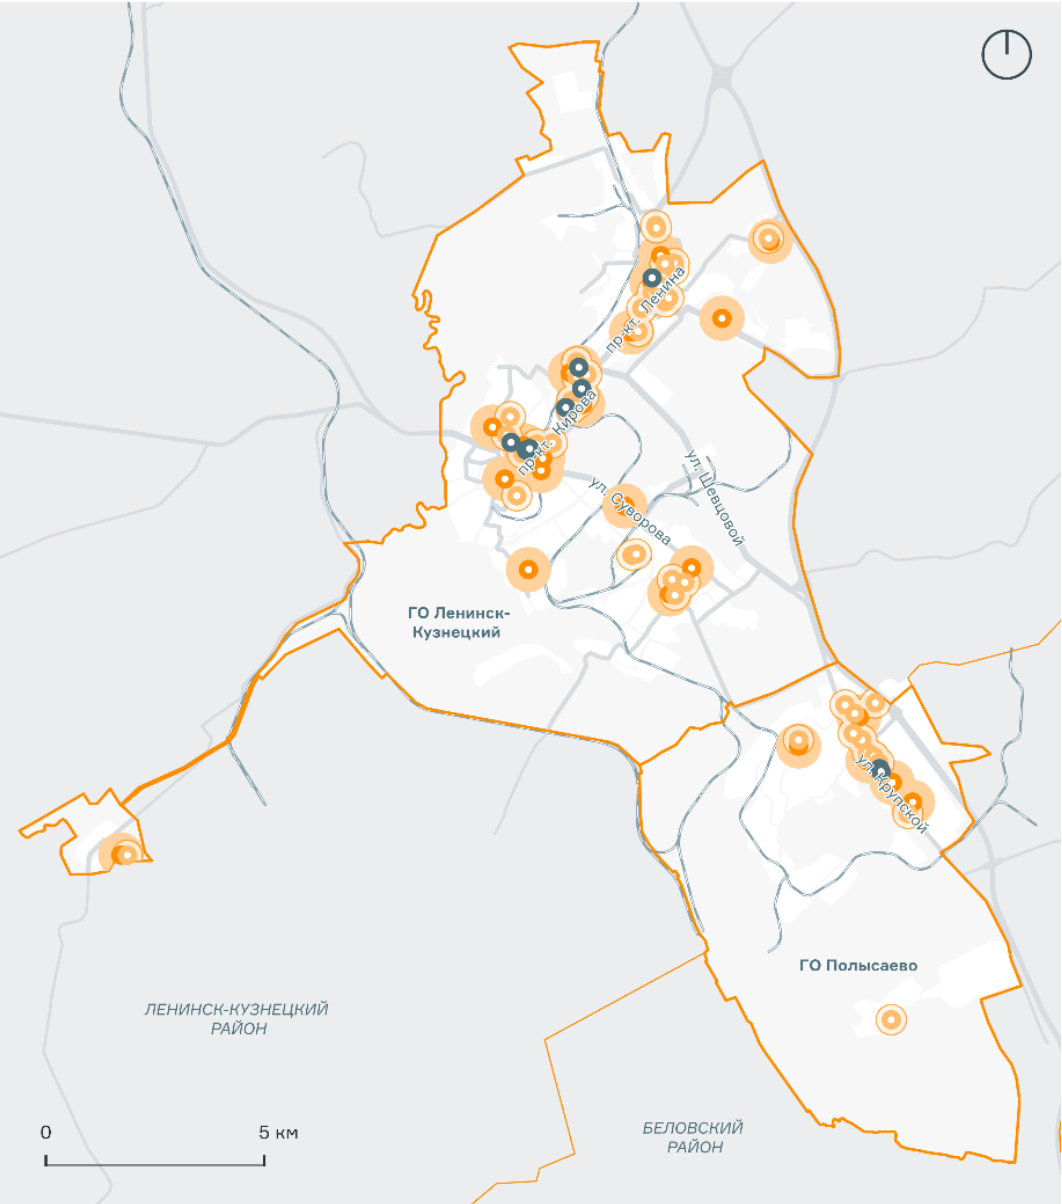 пр-кт. Ленина
пр-кт. Кирова
ул. Шевцовой
ул. Суворова
ГО Ленинск-
Кузнецкий
ул. Крупской
ГО Полысаево
ЛЕНИНСК-КУЗНЕЦКИЙ
РАЙОН
БЕЛОВСКИЙ
РАЙОН
0 5 км